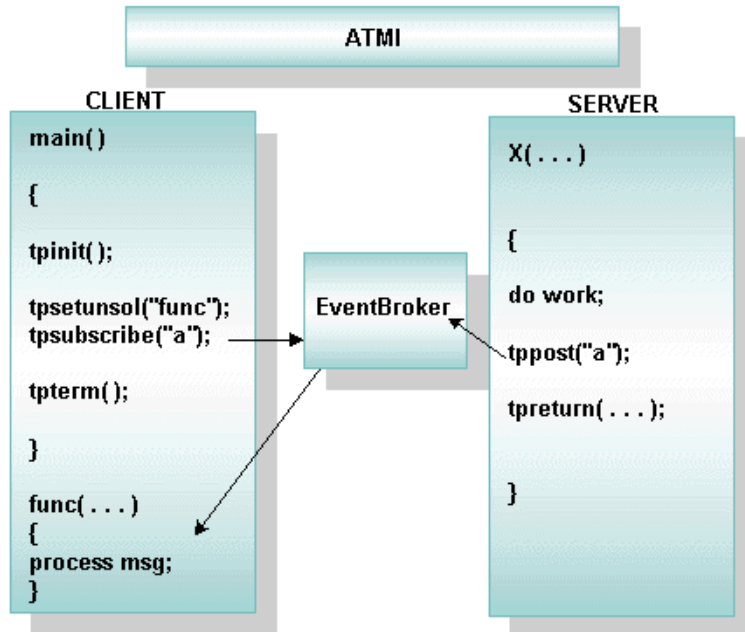 ATMI
CLIENT
main( )
{
tpinit( );
tpsetunsol("func");
tpsubscribe("a");
tpterm( );
}
func( . . . )
{
process msg;
}
EventBroker
SERVER
X( . . . )
{
do work;
tppost("a");
tpreturn( . . . );
}